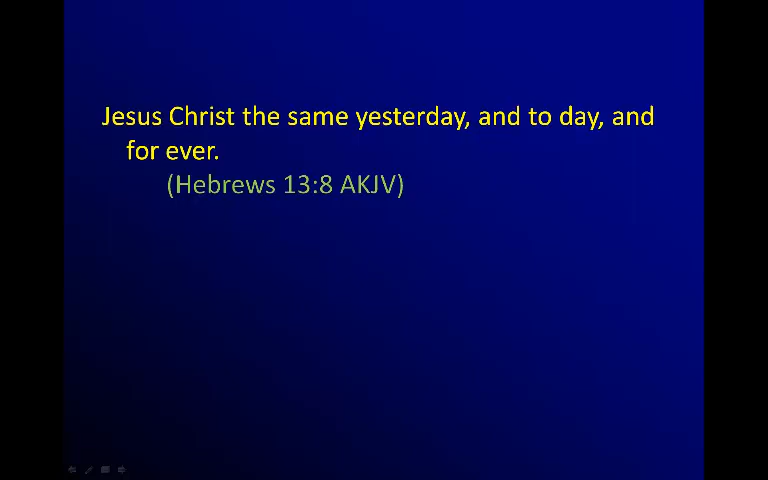 Jesus Christ the same yesterday, and to day, and
for ever.
(Hebrews 13:8 AKJV)